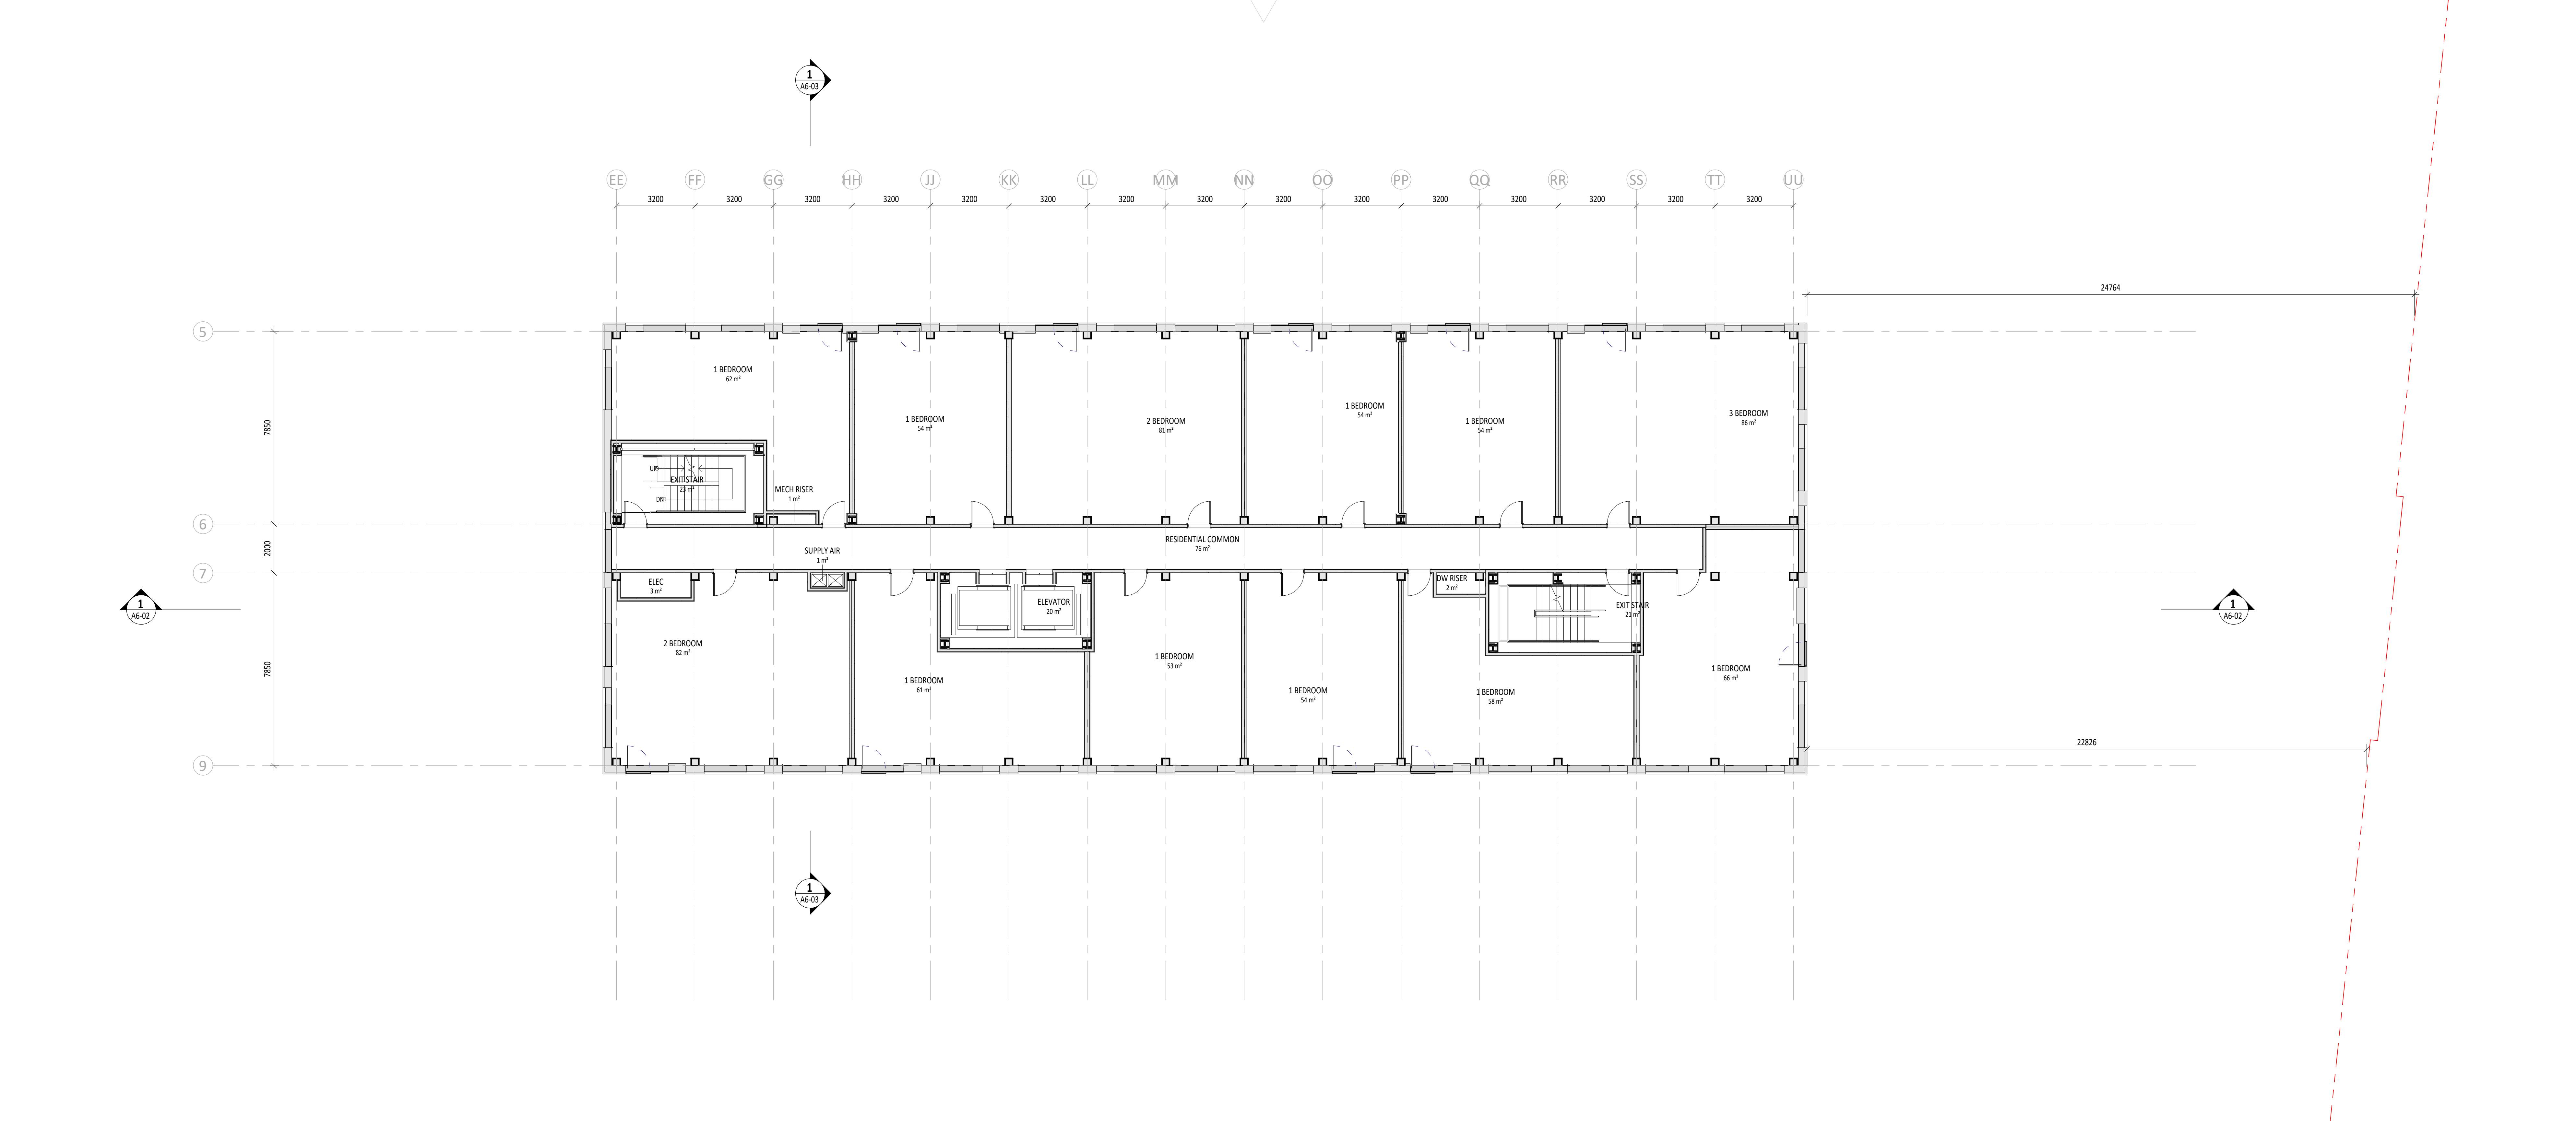 1
A6-03
EE FF GG HH JJ KK LL MM NN OO PP QQ RR SS TT UU
3200 3200 3200 3200 3200 3200 3200 3200 3200 3200 3200 3200 3200 3200 3200
24764
5
7850
1 BEDROOM
62 m²
1 BEDROOM
54 m²
2 BEDROOM
81 m²
1 BEDROOM
54 m²
1 BEDROOM
54 m²
3 BEDROOM
86 m²
UP
EXIT STAIR
23 m²
DN
MECH RISER
1 m²
6
2000
RESIDENTIAL COMMON
76 m²
SUPPLY AIR
1 m²
7
ELEC
3 m²
DW RISER
2 m²
1
A6-02
ELEVATOR
20 m²
EXIT STAIR
21 m²
1
A6-02
7850
2 BEDROOM
82 m²
1 BEDROOM
61 m²
1 BEDROOM
53 m²
1 BEDROOM
54 m²
1 BEDROOM
58 m²
1 BEDROOM
66 m²
22826
9
1
A6-03